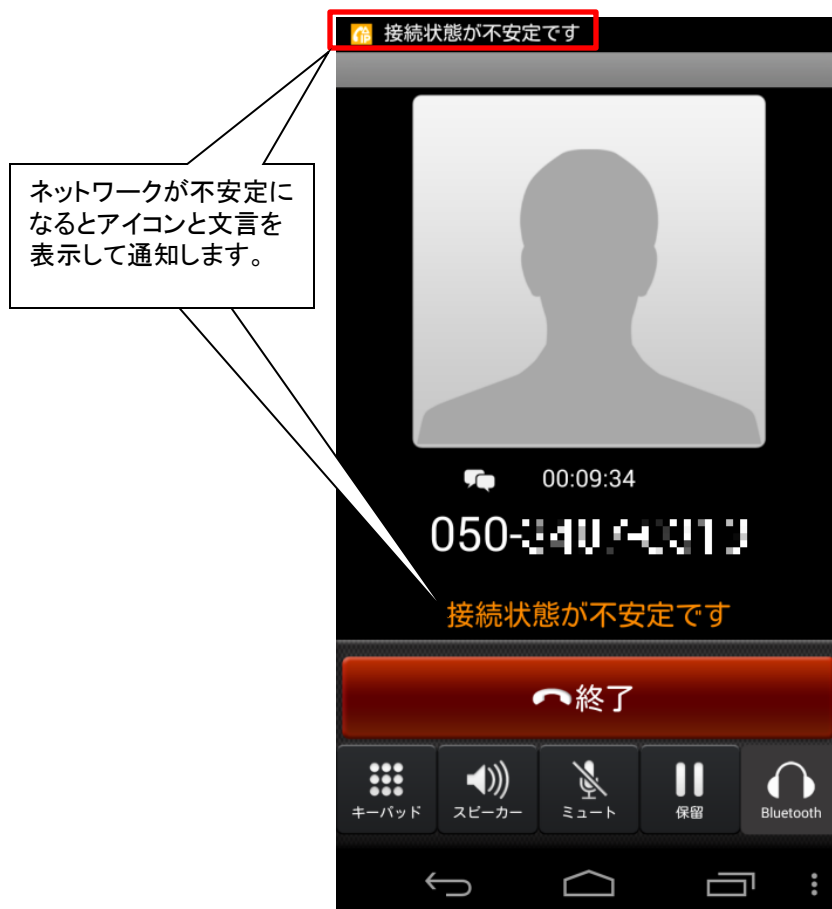 接続状態が不安定です
ネットワークが不安定に
なるとアイコンと文言を
表示して通知します。
00:09:34
050-
接続状態が不安定です
終了
キーパッド
スピーカー
ミュート
保留
Bluetooth